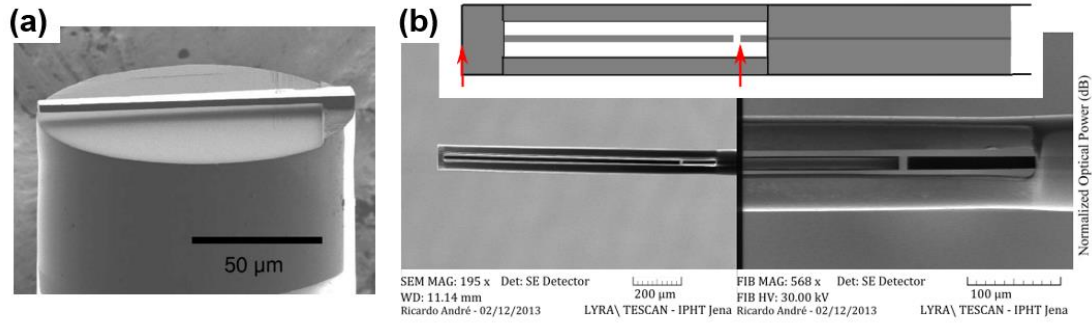 (a)
50 µm
(b)
Normalized Optical Power (dB)
SEM MAG: 195 x Det: SE Detector
WD: 11.14 mm
200 µm
Ricardo André - 02/12/2013 LYRA\ TESCAN - IPHT Jena
FIB MAG: 568 x Det: SE Detector
FIB HV: 30.00 kV
100 µm
Ricardo André - 02/12/2013 LYRA\ TESCAN - IPHT Jena